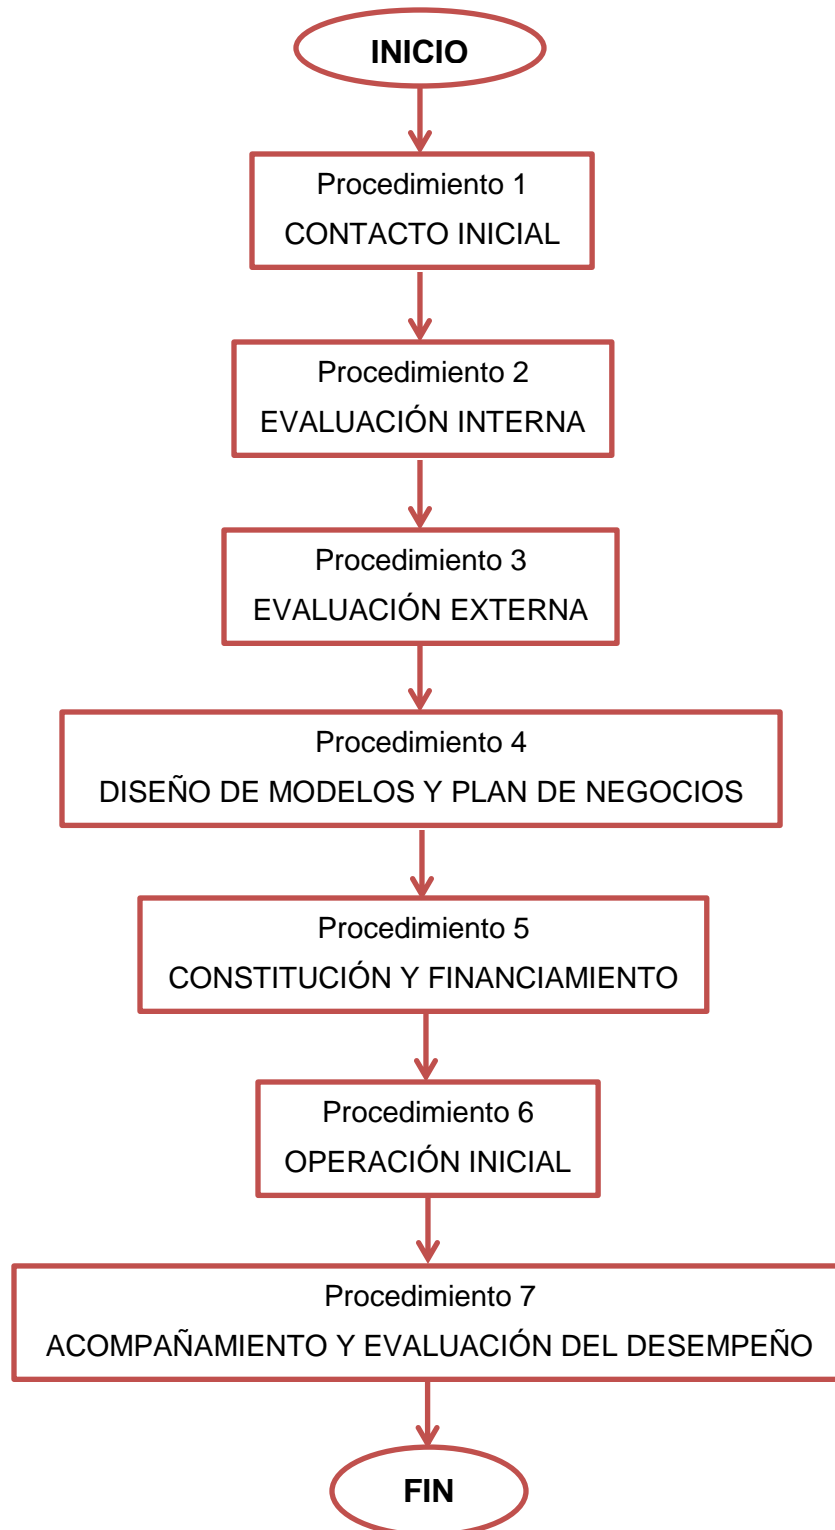 INICIO
Procedimiento 1
CONTACTO INICIAL
Procedimiento 2
EVALUACIÓN INTERNA
Procedimiento 3
EVALUACIÓN EXTERNA
Procedimiento 4
DISEÑO DE MODELOS Y PLAN DE NEGOCIOS
Procedimiento 5
CONSTITUCIÓN Y FINANCIAMIENTO
Procedimiento 6
OPERACIÓN INICIAL
Procedimiento 7
ACOMPAÑAMIENTO Y EVALUACIÓN DEL DESEMPEÑO
FIN